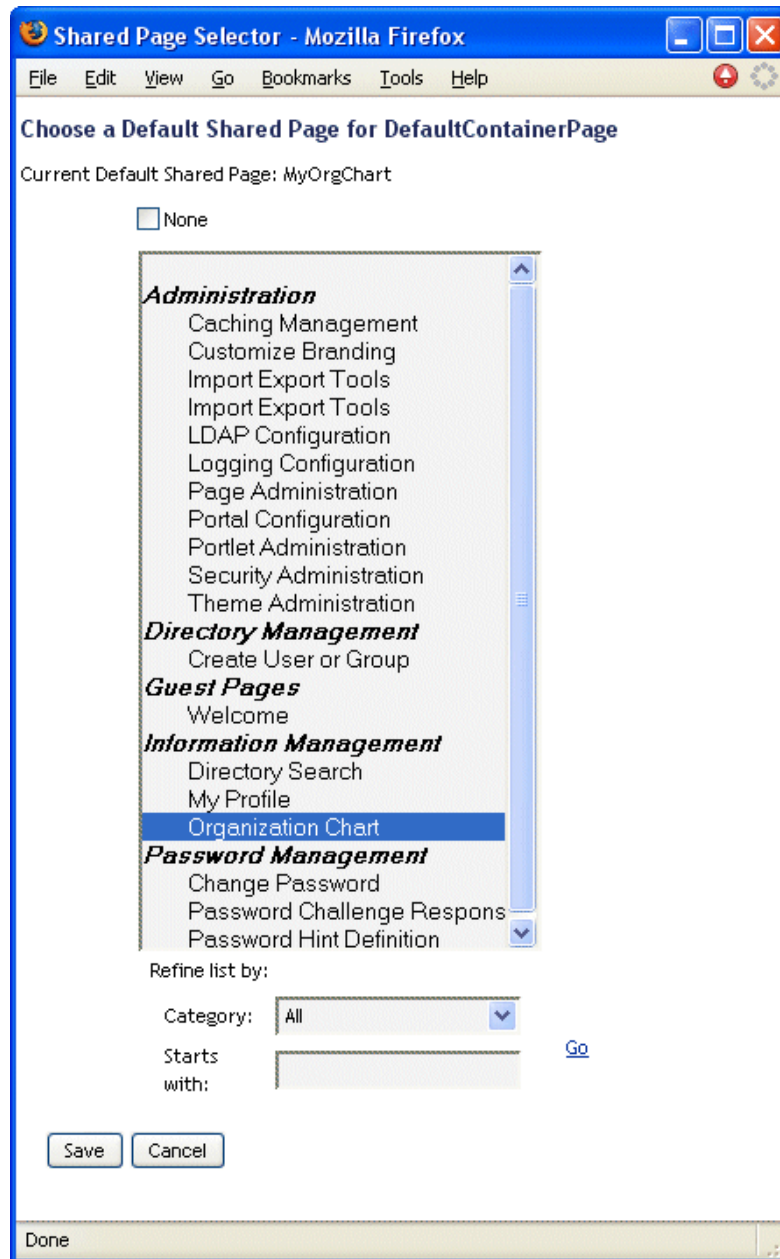 Shared Page Selector - Mozilla Firefox
File Edit View Go Bookmarks Tools Help
Choose a Default Shared Page for DefaultContainerPage
Current Default Shared Page: MyOrgChart
None
Administration
Caching Management
Customize Branding
Import Export Tools
Import Export Tools
LDAP Configuration
Logging Configuration
Page Administration
Portal Configuration
Portlet Administration
Security Administration
Theme Administration
Directory Management
Create User or Group
Guest Pages
Welcome
Information Management
Directory Search
My Profile
Organization Chart
Password Management
Change Password
Password Challenge Respons
Password Hint Definition
Refine list by:
Category: All
Starts
with:
Go
Save Cancel
Done